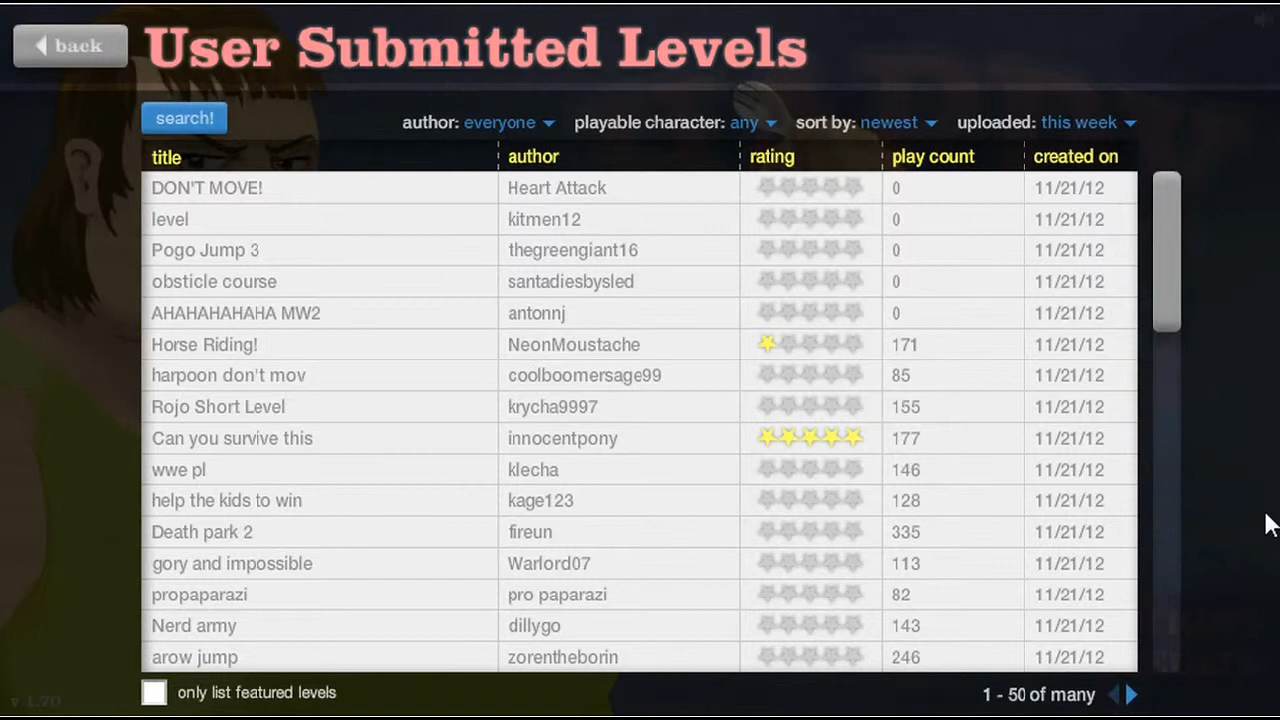 back
User Submitted Levels
search!
author: everyone playable character: any sort by: newest uploaded: this week
title author rating play count created on
DON'T MOVE! Heart Attack 0 11/21/12
level kitmen12 0 11/21/12
Pogo Jump 3 thegreengiant16 0 11/21/12
obsticle course santadiesbysled 0 11/21/12
AHAHAHAHAHA MW2 antonnj 0 11/21/12
Horse Riding! NeonMoustache 171 11/21/12
harpoon don't mov coolboomersage99 85 11/21/12
Rojo Short Level krycha9997 155 11/21/12
Can you survive this innocentpony 177 11/21/12
wwe pl klecha 146 11/21/12
help the kids to win kage123 128 11/21/12
Death park 2 fireun 335 11/21/12
gory and impossible Warlord07 113 11/21/12
propaparazi pro paparazi 82 11/21/12
Nerd army dillygo 143 11/21/12
arow jump zorentheborin 246 11/21/12
only list featured levels 1 - 50 of many
v 1.70